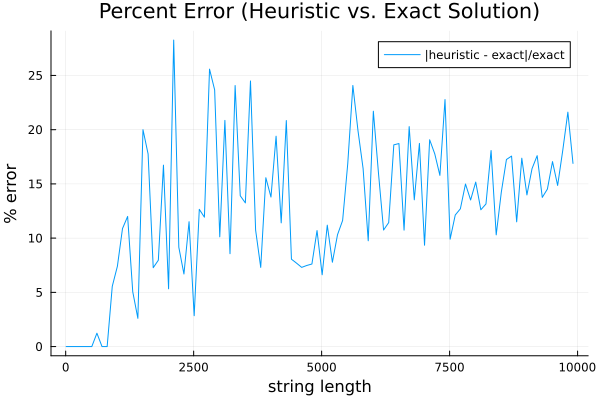 Percent Error (Heuristic vs. Exact Solution)
|heuristic - exact|/exact
25
20
15
10
5
0
% error
0 2500 5000 7500 10000
string length